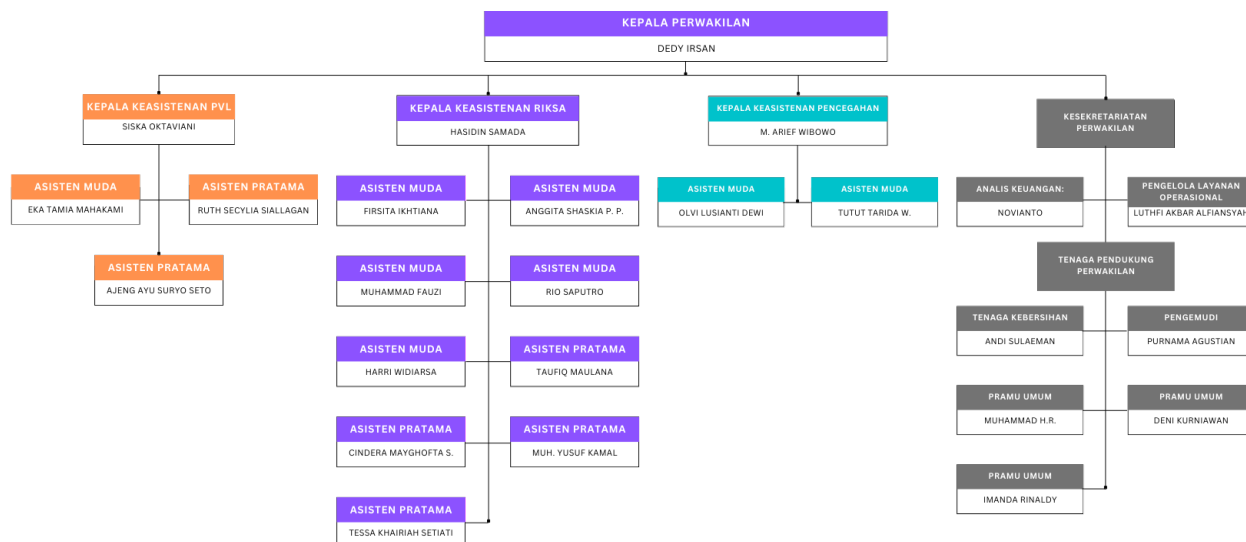 KEPALA PERWAKILAN
DEDY IRSAN
KEPALA KEASISTENAN PVL
SISKA OKTAVIANI
ASISTEN MUDA
EKA TAMIA MAHAKAMI
ASISTEN PRATAMA
RUTH SECYLIA SIALLAGAN
ASISTEN PRATAMA
AJENG AYU SURYO SETO
KEPALA KEASISTENAN RIKSA
HASIDIN SAMADA
ASISTEN MUDA
FIRSITA IKHTIANA
ASISTEN MUDA
ANGGITA SHASKIA P. P.
ASISTEN MUDA
MUHAMMAD FAUZI
ASISTEN MUDA
RIO SAPUTRO
ASISTEN MUDA
HARRI WIDIARSA
ASISTEN PRATAMA
TAUFIQ MAULANA
ASISTEN PRATAMA
CINDERA MAYGHOFTA S.
ASISTEN PRATAMA
MUH. YUSUF KAMAL
ASISTEN PRATAMA
TESSA KHAIRIAH SETIATI
KEPALA KEASISTENAN PENCEGAHAN
M. ARIEF WIBOWO
ASISTEN MUDA
OLVI LUSIANTI DEWI
ASISTEN MUDA
TUTUT TARIDA W.
KESEKRETARIATAN
PERWAKILAN
ANALIS KEUANGAN:
NOVIANTO
PENGELOLA LAYANAN
OPERASIONAL
LUTHFI AKBAR ALFIANSYAH
TENAGA PENDUKUNG
PERWAKILAN
TENAGA KEBERSIHAN
ANDI SULAEMAN
PENGEMUDI
PURNAMA AGUSTIAN
PRAMU UMUM
MUHAMMAD H.R.
PRAMU UMUM
DENI KURNIAWAN
PRAMU UMUM
IMANDA RINALDY